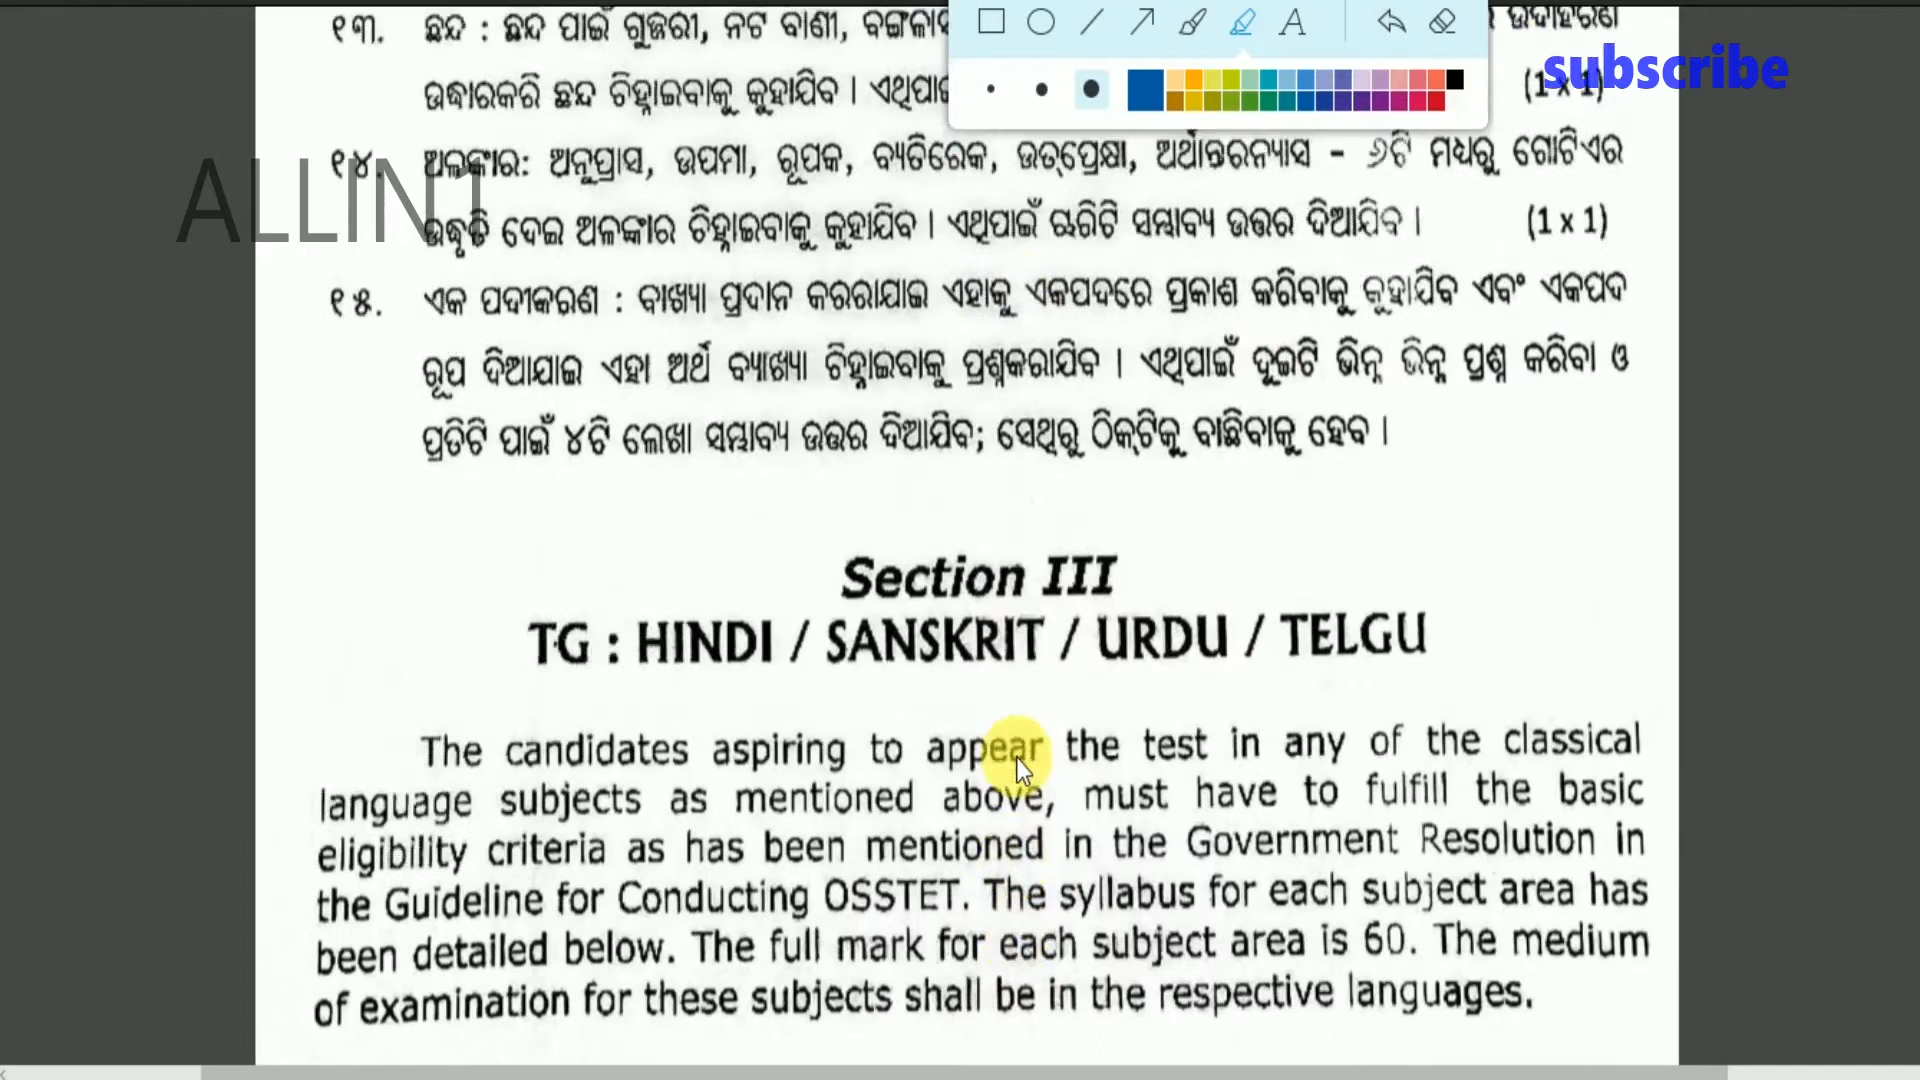 ୧୩. ଛନ୍ଦ : ଛନ୍ଦ ପାଇଁ ଗୁଜରୀ, ନଟ ବାଣୀ, ଉଦାହରଣ
ଉଦ୍ଧାରକରି ଛନ୍ଦ ଚିହ୍ନାଇବାକୁ କୁହାଯିବ । (1 x 1)
subscribe
୧୪. ଅଳଙ୍କାର: ଅନୁପ୍ରାସ, ଉପମା, ରୂପକ, ବ୍ୟତିରେକ, ଉତ୍‌ପ୍ରେକ୍ଷା, ଅର୍ଥାନ୍ତରନ୍ୟାସ - ୬ଟି ମଧ୍ଯରୁ ଗୋଟିଏର
ALLIN1
ଉଦ୍ଧୃତି ଦେଇ ଅଳଙ୍କାର ଚିହ୍ନାଇବାକୁ କୁହାଯିବ । ଏଥିପାଇଁ ଋରିଟି ସମ୍ଭାବ୍ୟ ଉତ୍ତର ଦିଆଯିବ । (1 x 1)
୧୫. ଏକ ପଦୀକରଣ : ବାଖ୍ୟା ପ୍ରଦାନ କରରାଯାଇ ଏହାକୁ ଏକପଦରେ ପ୍ରକାଶ କରିବାକୁ କୁହାଯିବ ଏବଂ ଏକପଦ
ରୂପ ଦିଆଯାଇ ଏହା ଅର୍ଥ ବ୍ୟାଖ୍ୟା ଚିହ୍ନାଇବାକୁ ପ୍ରଶ୍ନକରାଯିବ । ଏଥିପାଇଁ ଦୁଇଟି ଭିନ୍ନ ଭିନ୍ନ ପ୍ରଶ୍ନ କରିବା ଓ
ପ୍ରତିଟି ପାଇଁ ୪ଟି ଲେଖା ସମ୍ଭାବ୍ୟ ଉତ୍ତର ଦିଆଯିବ; ସେଥିରୁ ଠିକ୍‌ଟିକୁ ବାଛିବାକୁ ହେବ ।
Section III
TG : HINDI / SANSKRIT / URDU / TELGU
The candidates aspiring to appear the test in any of the classical
language subjects as mentioned above, must have to fulfill the basic
eligibility criteria as has been mentioned in the Government Resolution in
the Guideline for Conducting OSSTET. The syllabus for each subject area has
been detailed below. The full mark for each subject area is 60. The medium
of examination for these subjects shall be in the respective languages.